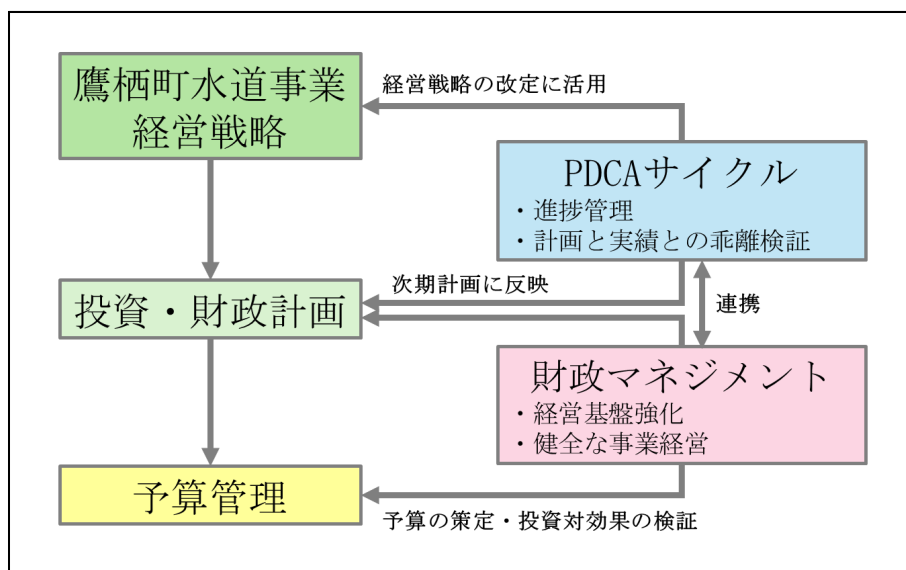 鷹栖町水道事業
経営戦略
経営戦略の改定に活用
PDCAサイクル
・進捗管理
・計画と実績との乖離検証
次期計画に反映
連携
投資・財政計画
財政マネジメント
・経営基盤強化
・健全な事業経営
予算管理
予算の策定・投資対効果の検証